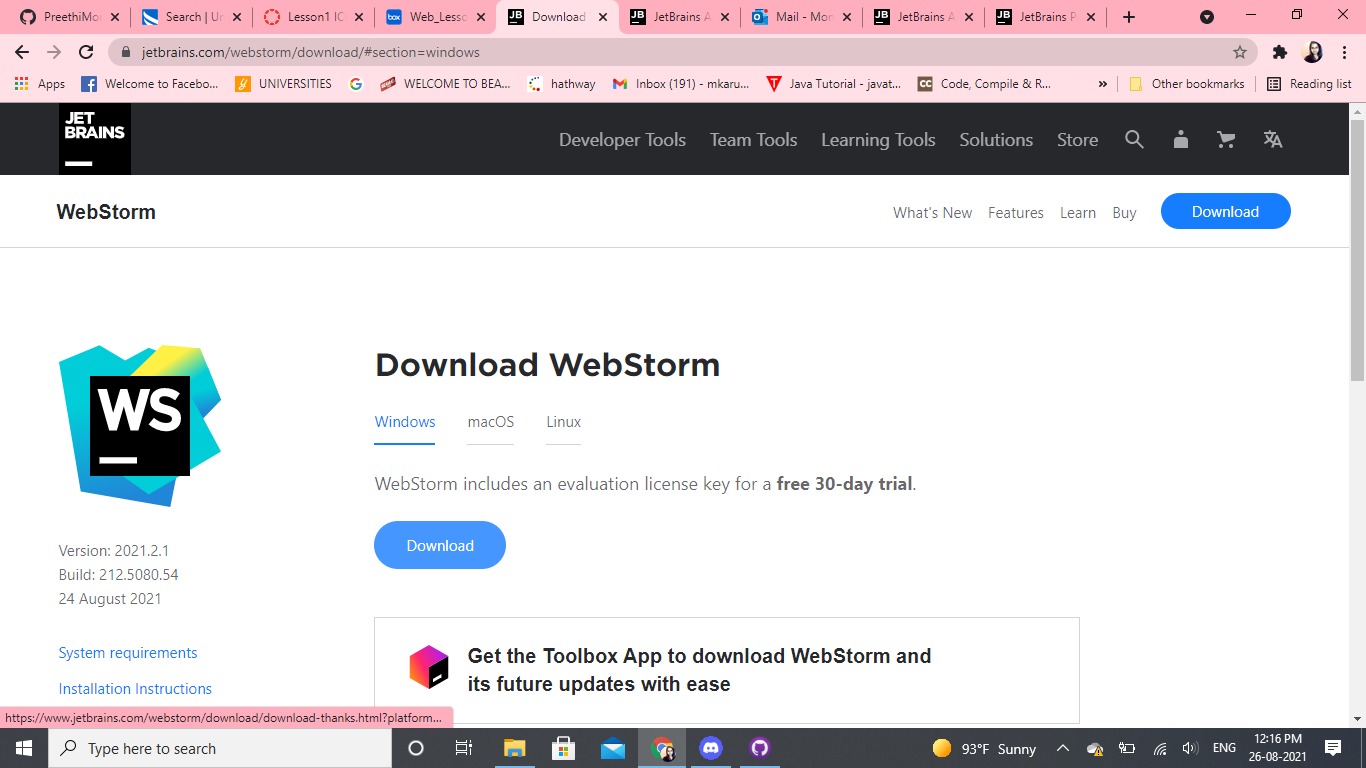 PreethiMo
Search | Ur
Lesson1 IC
Web_Lesso
Download
JetBrains A
Mail - Mon
JetBrains A
JetBrains P
jetbrains.com/webstorm/download/#section=windows
Apps
Welcome to Facebo...
UNIVERSITIES
WELCOME TO BEA...
hathway
Inbox (191) - mkaru...
Java Tutorial - javat...
Code, Compile & R...
»
Other bookmarks
Reading list
JET
BRAINS
Developer Tools
Team Tools
Learning Tools
Solutions
Store
WebStorm
What's New
Features
Learn
Buy
Download
WS
Download WebStorm
Windows
macOS
Linux
WebStorm includes an evaluation license key for a free 30-day trial.
Download
Version: 2021.2.1
Build: 212.5080.54
24 August 2021
System requirements
Installation Instructions
Get the Toolbox App to download WebStorm and
its future updates with ease
https://www.jetbrains.com/webstorm/download/download-thanks.html?platform...
Type here to search
93°F Sunny
ENG
12:16 PM
26-08-2021